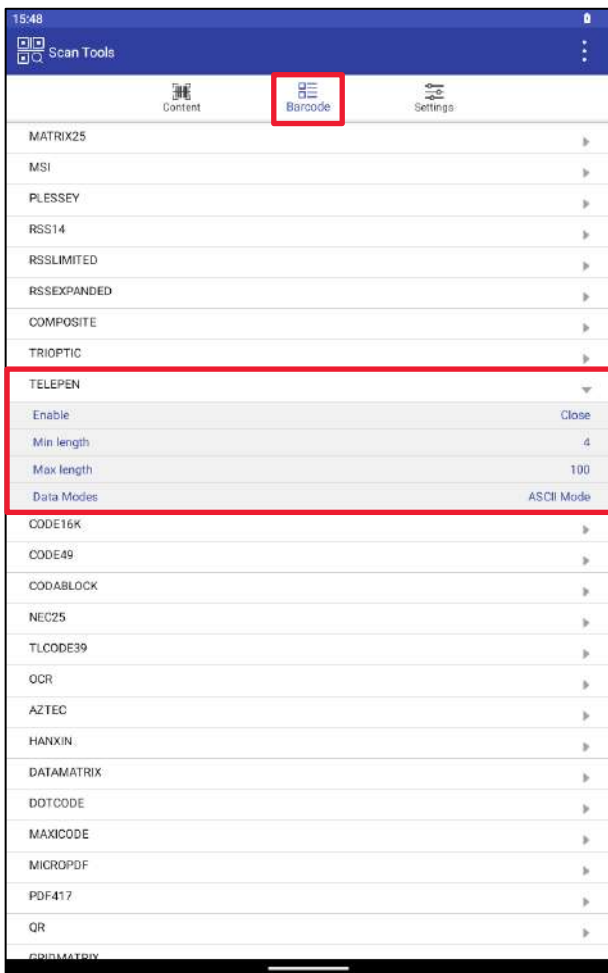 15:48
Scan Tools
Content Barcode Settings
MATRIX25
MSI
PLESSEY
RSS14
RSSLIMITED
RSSEXPANDED
COMPOSITE
TRIOPTIC
TELEPEN
Enable Close
Min length 4
Max length 100
Data Modes ASCII Mode
CODE16K
CODE49
CODABLOCK
NEC25
TLCODE39
OCR
AZTEC
HANXIN
DATAMATRIX
DOTCODE
MAXICODE
MICROPDF
PDF417
QR
GRIDMATRIX